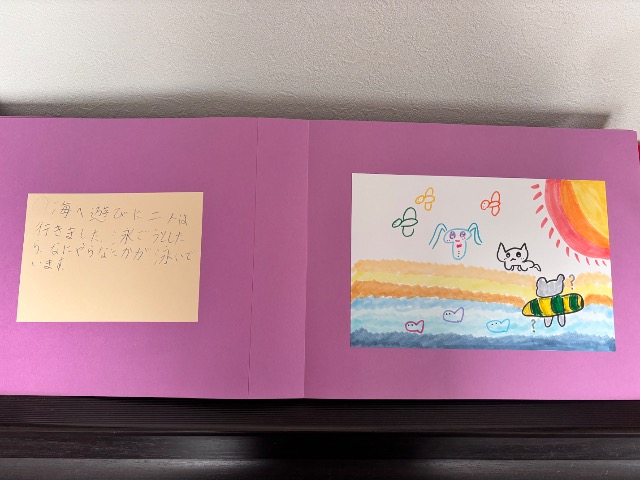 海へ遊びに二人は
行きました。泳ごうとした
ら、なにやらなにかが泳いで
います